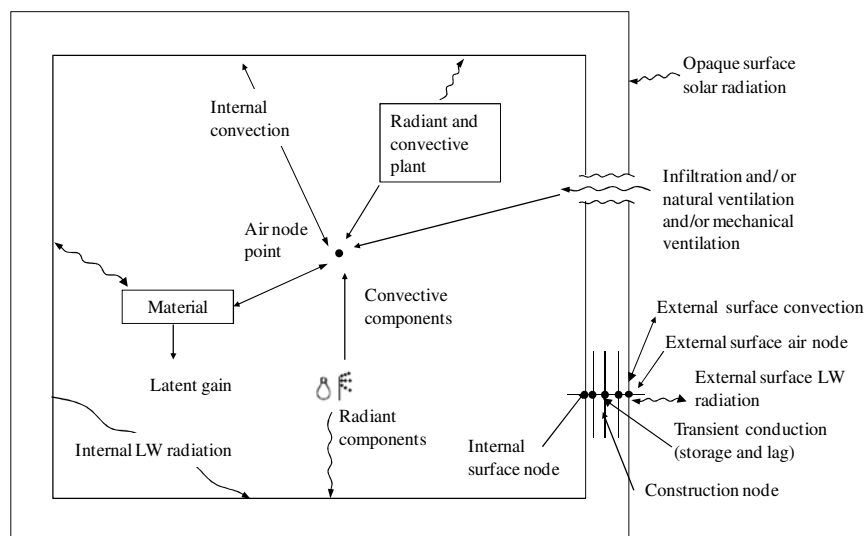 Opaque surface
solar radiation
Internal
convection
Radiant and
convective
plant
Infiltration and/ or
natural ventilation
and/or mechanical
ventilation
Air node
point
Material
Convective
components
External surface convection
External surface air node
Latent gain
External surface LW
radiation
Radiant
components
Internal LW radiation
Internal
surface node
Transient conduction
(storage and lag)
Construction node